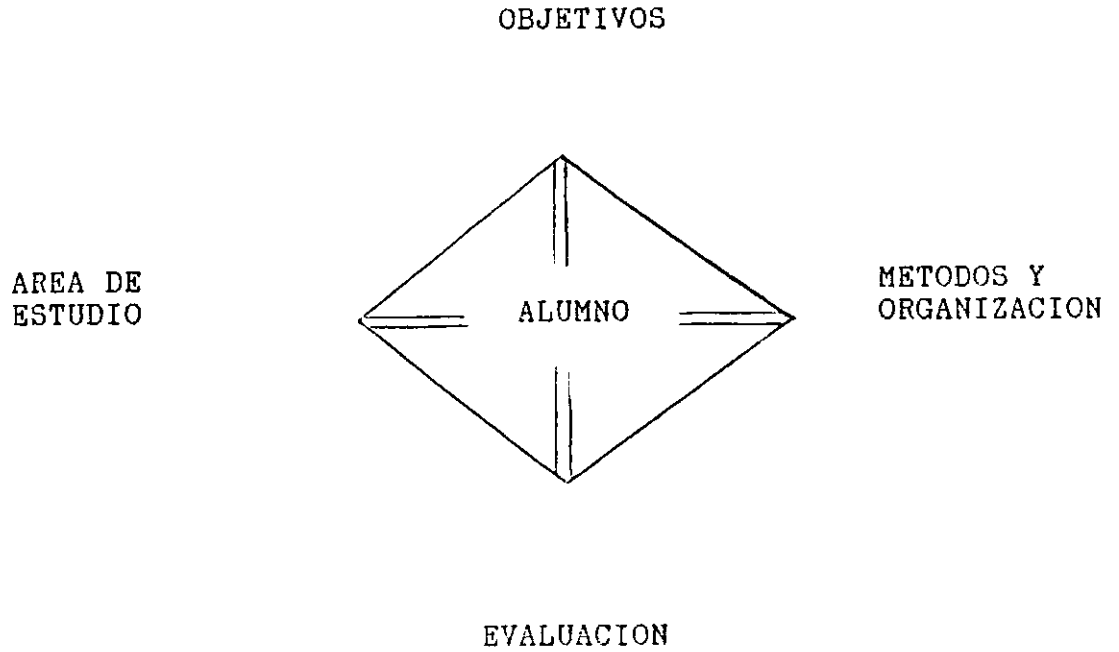 OBJETIVOS
AREA DE
ESTUDIO
ALUMNO
METODOS Y
ORGANIZACION
EVALUACION